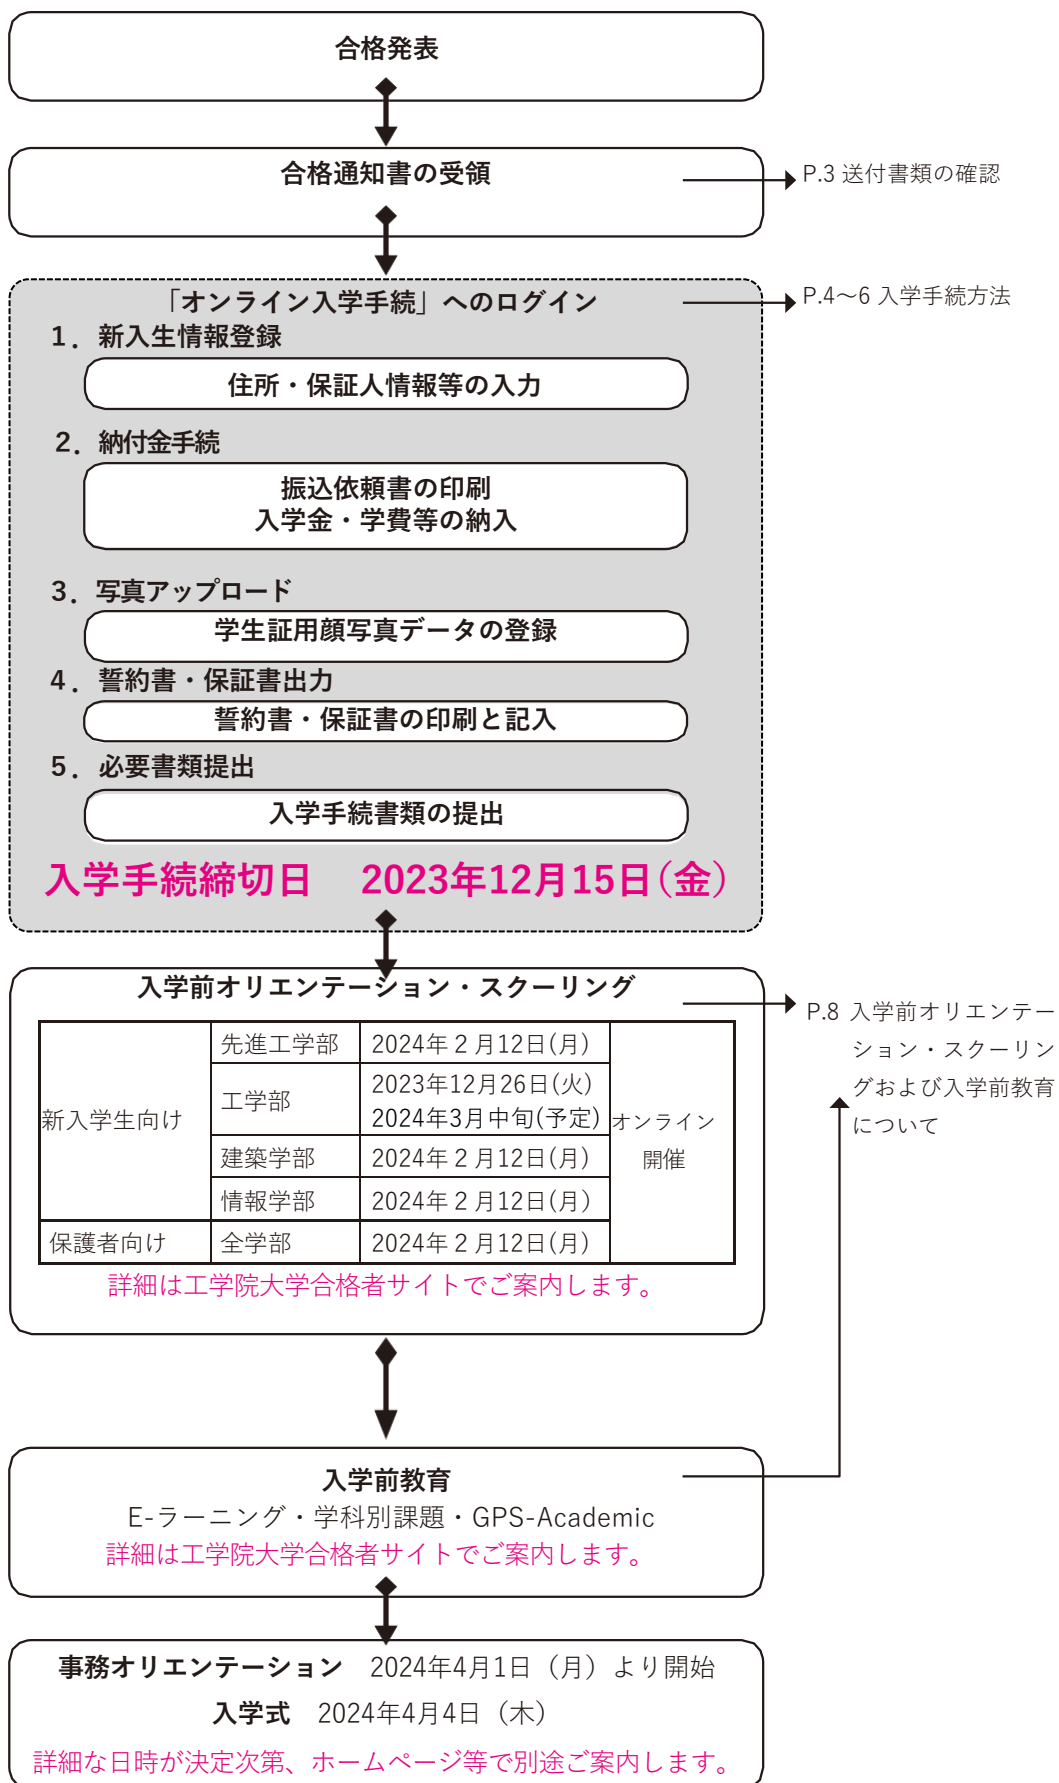 合格発表
合格通知書の受領
P.3 送付書類の確認
「オンライン入学手続」へのログイン
P.4～6 入学手続方法
1．新入生情報登録
住所・保証人情報等の入力
2．納付金手続
振込依頼書の印刷
入学金・学費等の納入
3．写真アップロード
学生証用顔写真データの登録
4．誓約書・保証書出力
誓約書・保証書の印刷と記入
5．必要書類提出
入学手続書類の提出
入学手続締切日　2023年12月15日(金)
入学前オリエンテーション・スクーリング
P.8 入学前オリエンテー
ション・スクーリン
グおよび入学前教育
について
新入学生向け
先進工学部
2024年２月12日(月)
工学部
2023年12月26日(火)
2024年3月中旬(予定)
建築学部
2024年２月12日(月)
情報学部
2024年２月12日(月)
オンライン
開催
保護者向け
全学部
2024年２月12日(月)
詳細は工学院大学合格者サイトでご案内します。
入学前教育
E-ラーニング・学科別課題・GPS-Academic
詳細は工学院大学合格者サイトでご案内します。
事務オリエンテーション　2024年4月1日（月）より開始
入学式　2024年4月4日（木）
詳細な日時が決定次第、ホームページ等で別途ご案内します。